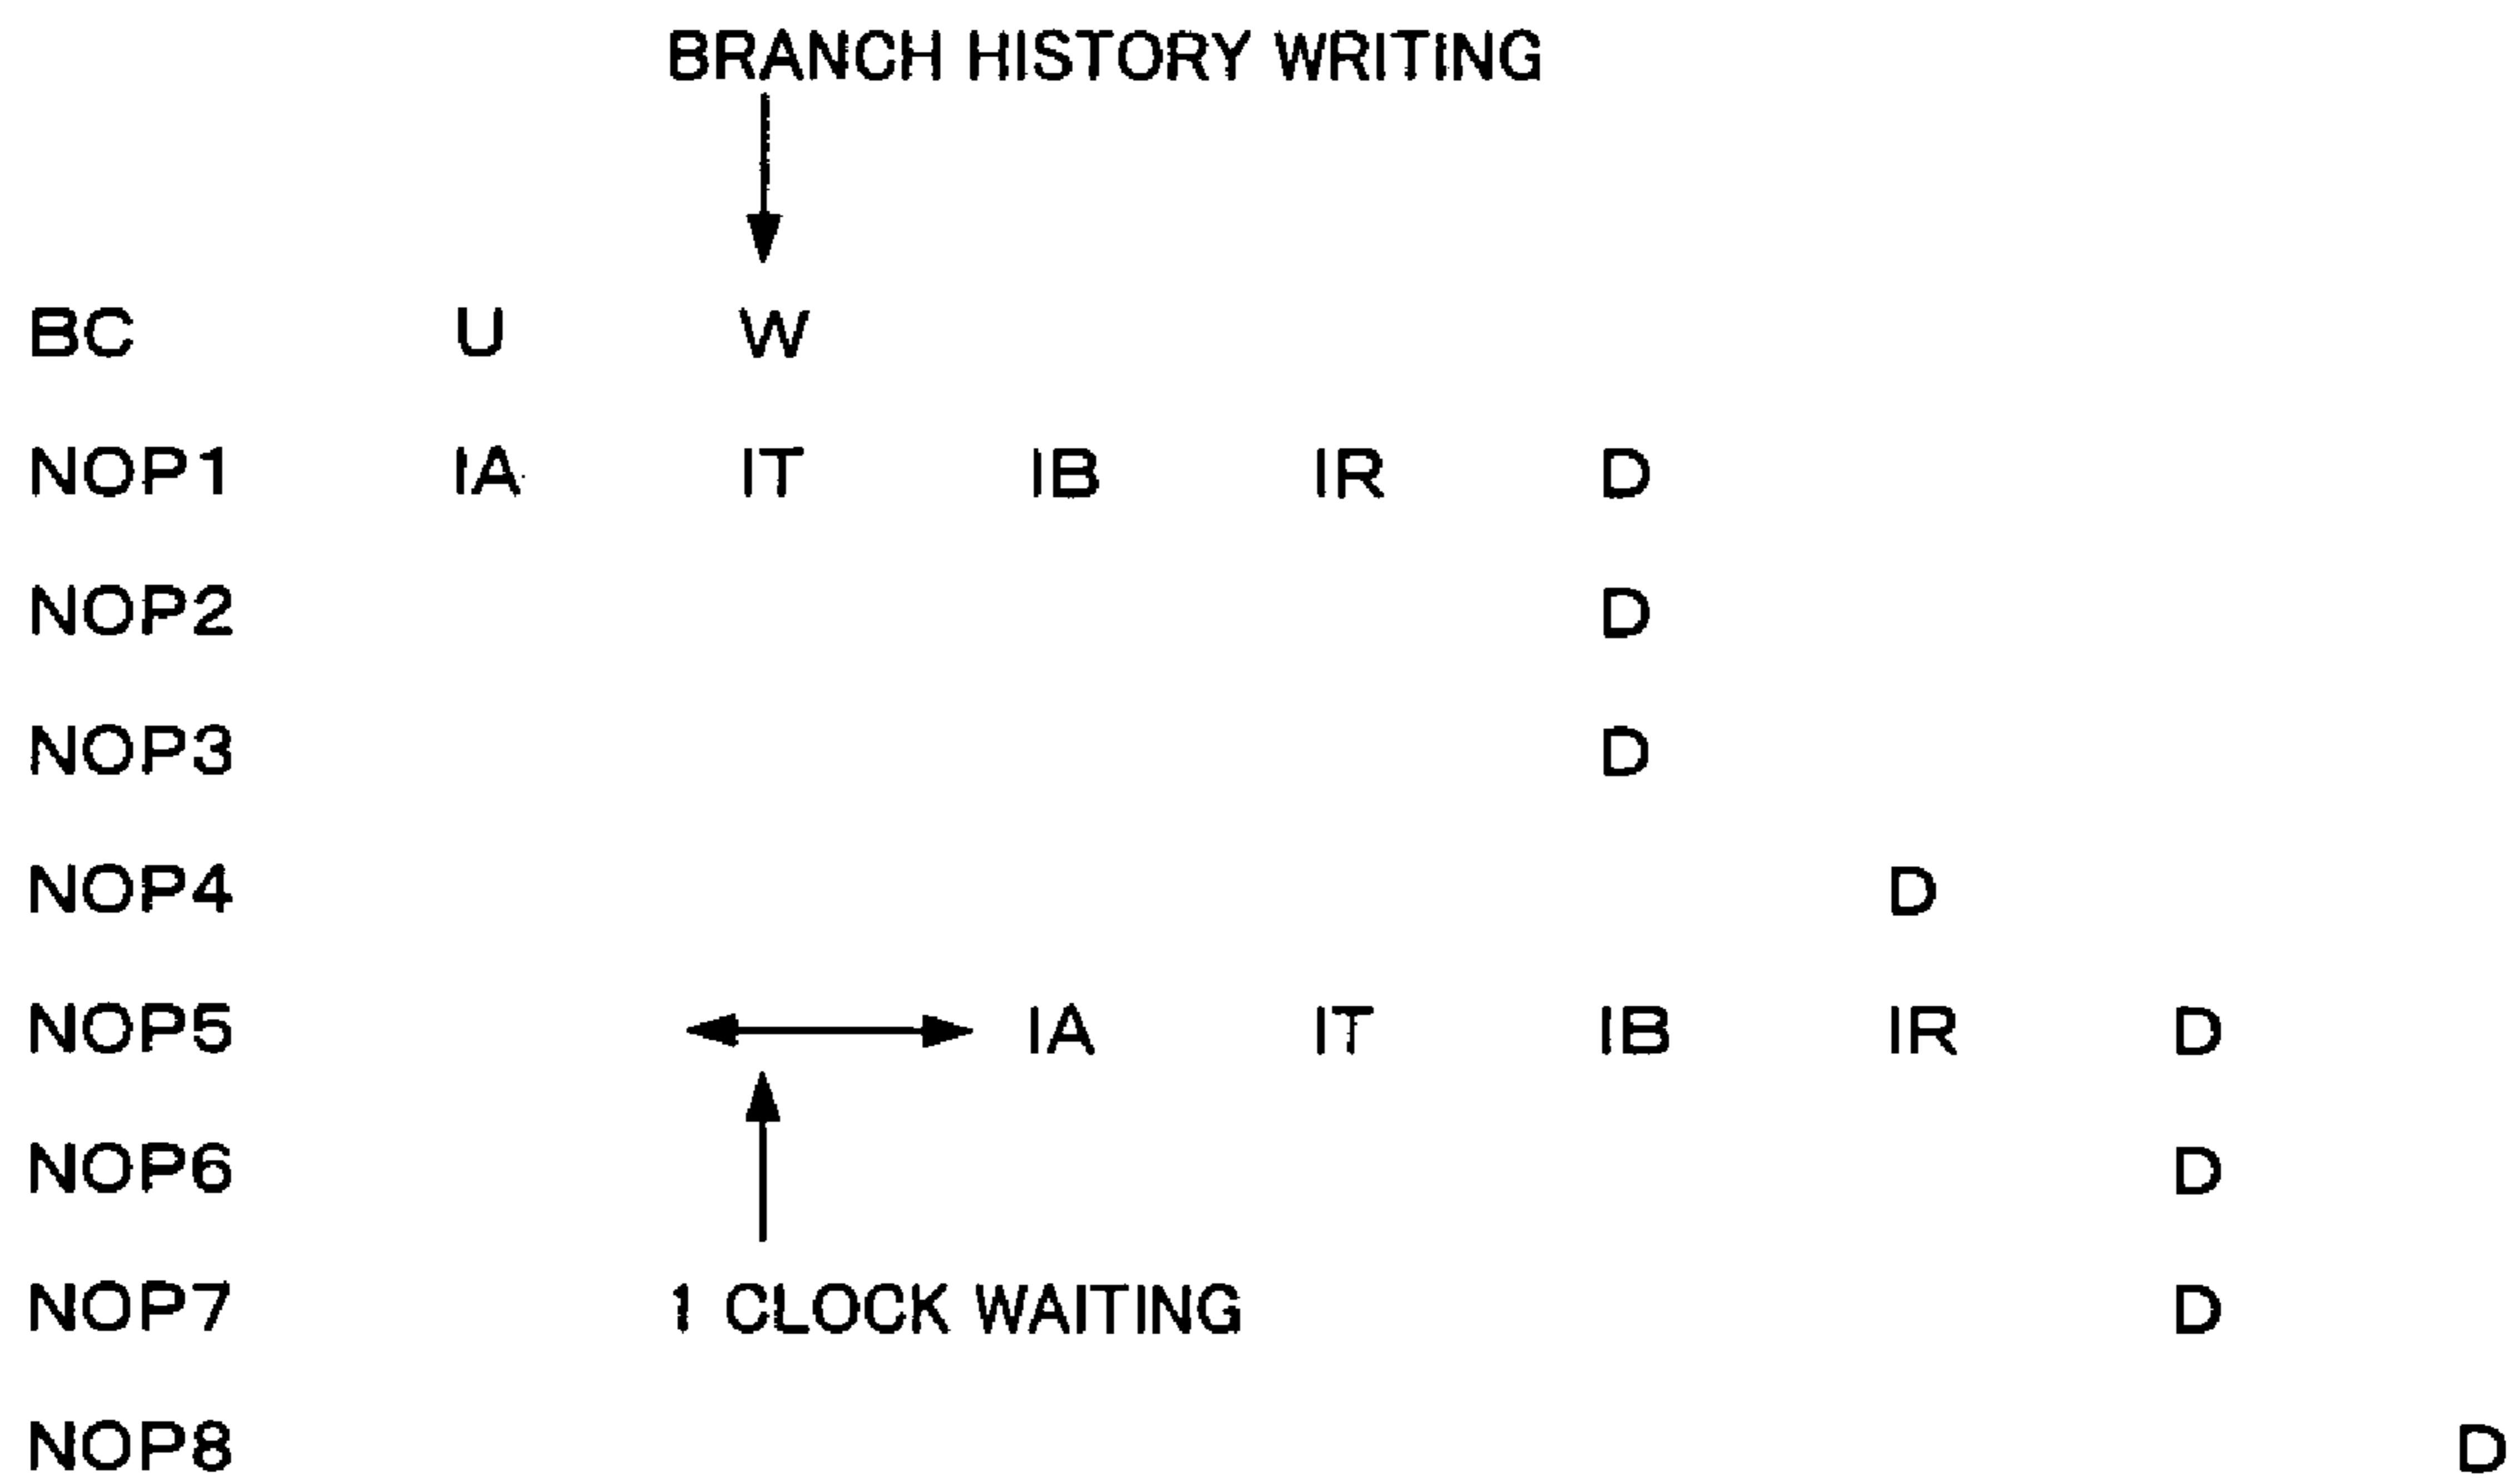 BRANCH HISTORY WRITING
BC U W
NOP1 IA IT IB IR D
NOP2 D
NOP3 D
NOP4 D
NOP5 IA IT IB IR D
NOP6 D
NOP7 1 CLOCK WAITING D
NOP8 D